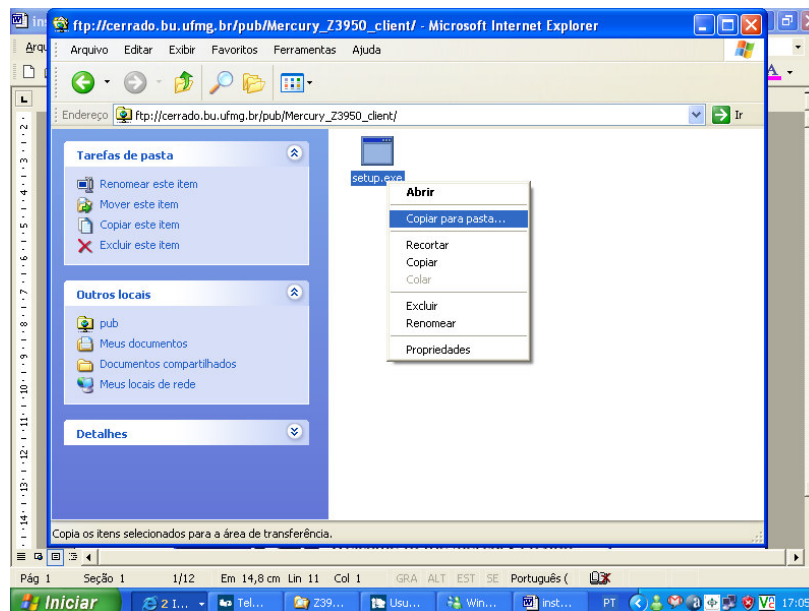 ftp://cerrado.bu.ufmg.br/pub/Mercury_Z3950_client/ - Microsoft Internet Explorer
Arquivo Editar Exibir Favoritos Ferramentas Ajuda
Endereço ftp://cerrado.bu.ufmg.br/pub/Mercury_Z3950_client/ Ir
Tarefas de pasta
Renomear este item
Mover este item
Copiar este item
Excluir este item
Outros locais
pub
Meus documentos
Documentos compartilhados
Meus locais de rede
Detalhes
setup.exe
Abrir
Copiar para pasta...
Recortar
Copiar
Colar
Excluir
Renomear
Propriedades
Copia os itens selecionados para a área de transferência.
Pág 1 Seção 1 1/12 Em 14,8 cm Lin 11 Col 1 GRA ALT EST SE Português (
Iniciar 2 I... Tel... Z39... Usu... Win... inst... PT